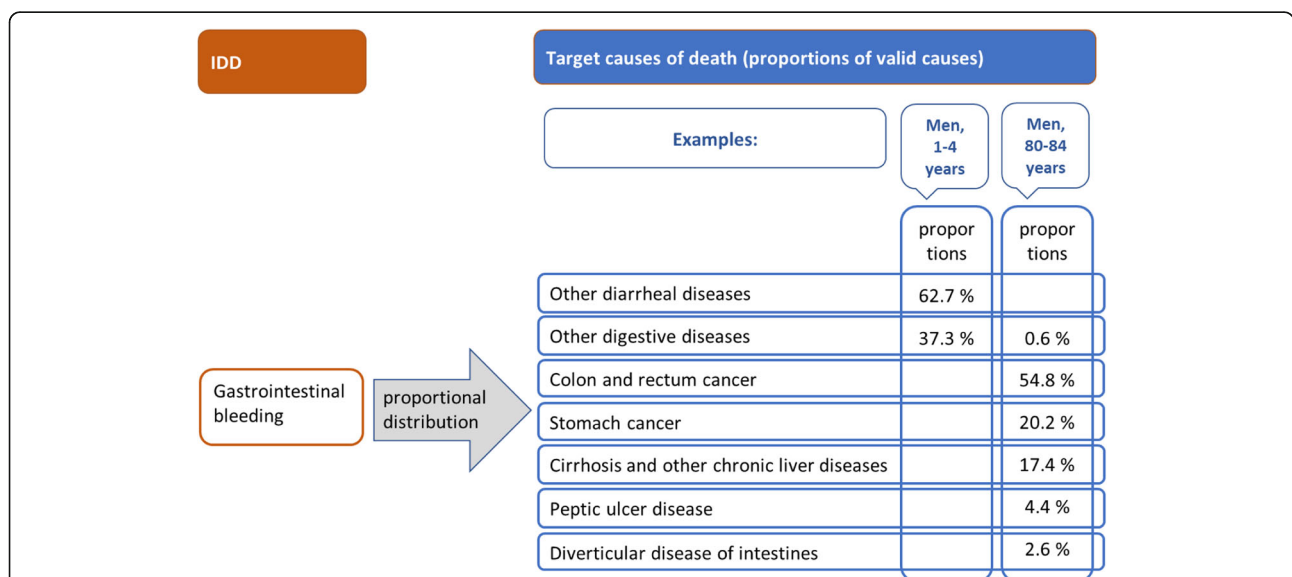 IDD
Target causes of death (proportions of valid causes)
Examples:
Men,
1-4
years
Men,
80-84
years
propor
tions
propor
tions
Other diarrheal diseases 62.7 %
Other digestive diseases 37.3 % 0.6 %
Colon and rectum cancer 54.8 %
Gastrointestinal
bleeding
proportional
distribution
Stomach cancer 20.2 %
Cirrhosis and other chronic liver diseases 17.4 %
Peptic ulcer disease 4.4 %
Diverticular disease of intestines 2.6 %